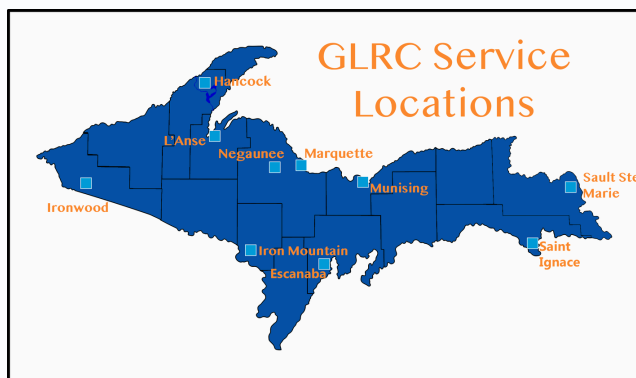 GLRC Service
Locations
Hancock
L'Anse
Negaunee
Marquette
Munising
Sault Ste
Marie
Ironwood
Iron Mountain
Escanaba
Saint
Ignace